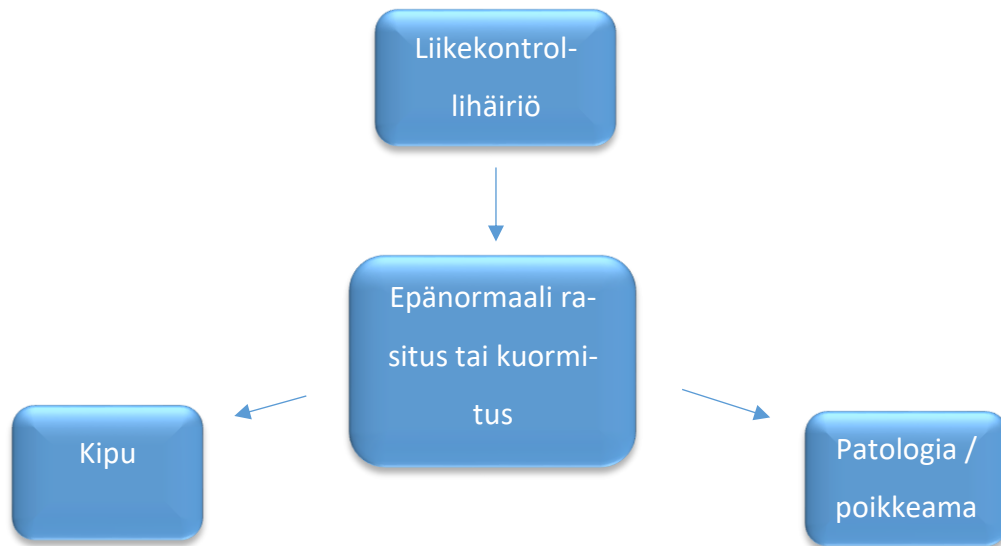 Liikekontrol-
lihäiriö
Epänormaali ra-
situs tai kuormi-
tus
Kipu
Patologia /
poikkeama